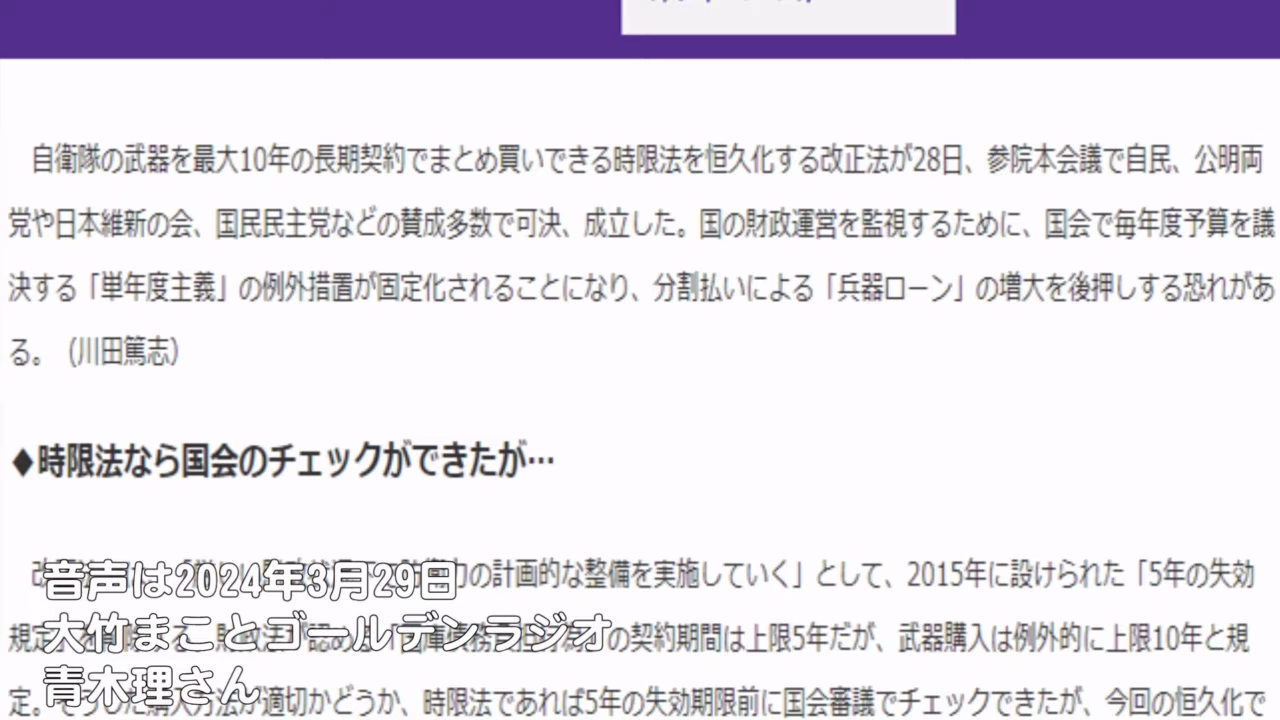 自衛隊の武器を最大10年の長期契約でまとめ買いできる時限法を恒久化する改正法が28日、参院本会議で自民、公明両
党や日本維新の会、国民民主党などの賛成多数で可決、成立した。国の財政運営を監視するために、国会で毎年度予算を議
決する「単年度主義」の例外措置が固定化されることになり、分割払いによる「兵器ローン」の増大を後押しする恐れがあ
る。（川田篤志）
◆時限法なら国会のチェックができたが…
の計画的な整備を実施していく」として、2015年に設けられた「5年の失効
音声は2024年3月29日
規定 の契約期間は上限5年だが、武器購入は例外的に上限10年と規
大竹まことゴールデンラジオ
定。 が適切かどうか、時限法であれば5年の失効期限前に国会審議でチェックできたが、今回の恒久化で
青木理さん